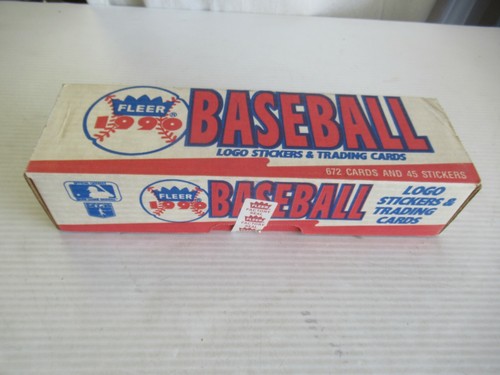 FLEER®
1990
BASEBALL
LOGO STICKERS & TRADING CARDS
672 CARDS AND 45 STICKERS
FLEER
1990
BASEBALL
LOGO
STICKERS &
TRADING
CARDS